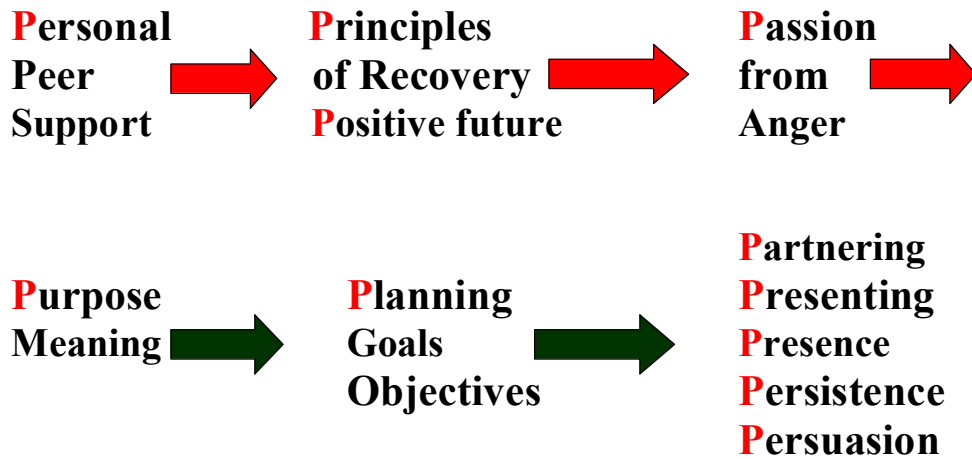 Personal
Peer
Support
Principles
of Recovery
Positive future
Passion
from
Anger
Purpose
Meaning
Planning
Goals
Objectives
Partnering
Presenting
Presence
Persistence
Persuasion